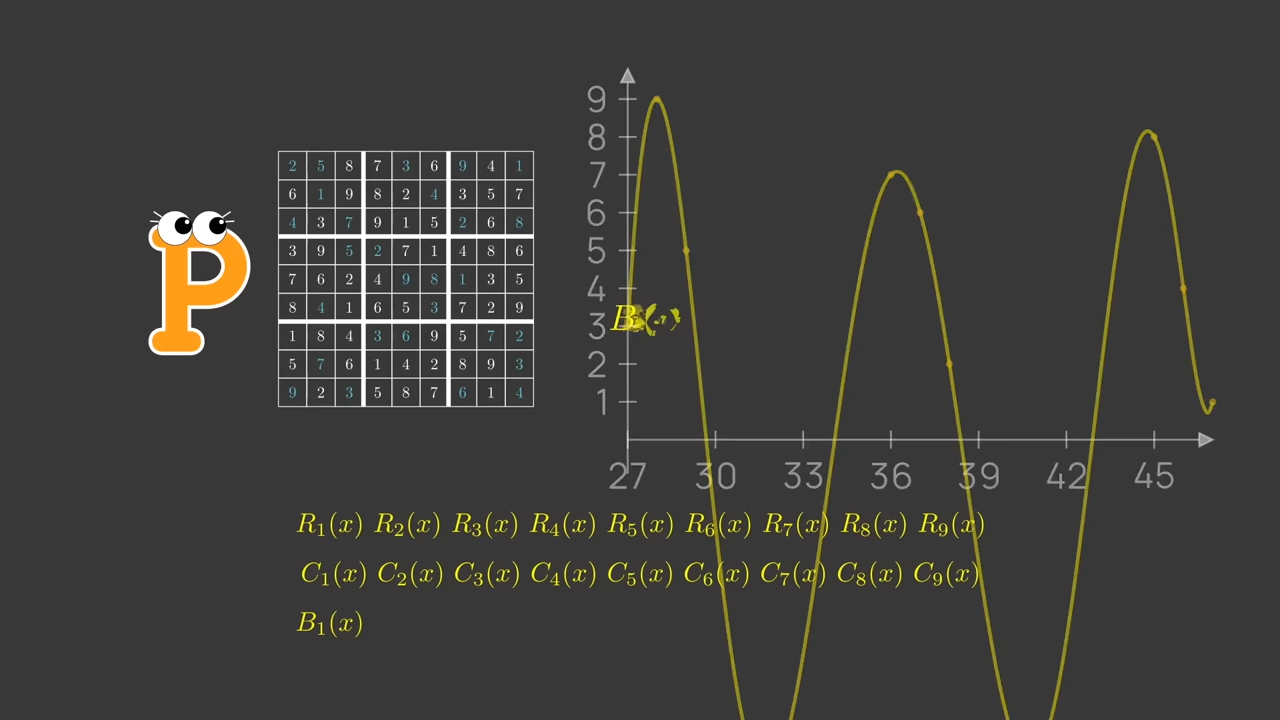 P
2 5 8 7 3 6 9 4 1
6 1 9 8 2 4 3 5 7
4 3 7 9 1 5 2 6 8
3 9 5 2 7 1 4 8 6
7 6 2 4 9 8 1 3 5
8 4 1 6 5 3 7 2 9
1 8 4 3 6 9 5 7 2
5 7 6 1 4 2 8 9 3
9 2 3 5 8 7 6 1 4
9
8
7
6
5
4
3
2
1
27 30 33 36 39 42 45
R₁(x) R₂(x) R₃(x) R₄(x) R₅(x) R₆(x) R₇(x) R₈(x) R₉(x)
C₁(x) C₂(x) C₃(x) C₄(x) C₅(x) C₆(x) C₇(x) C₈(x) C₉(x)
B₁(x)